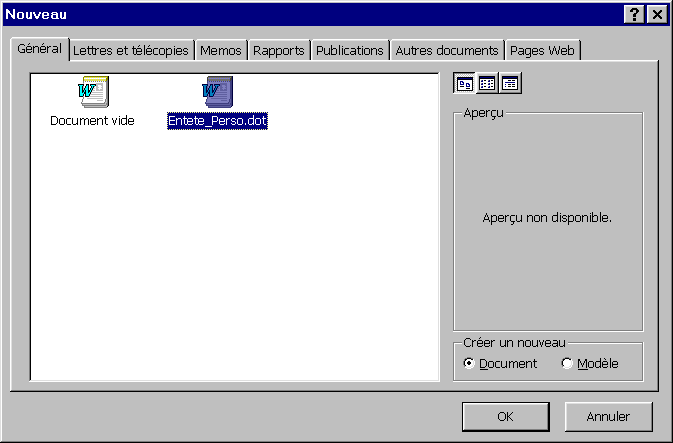 Nouveau
Général Lettres et télécopies Memos Rapports Publications Autres documents Pages Web
Document vide Entete_Perso.dot
Aperçu
Aperçu non disponible.
Créer un nouveau
Document Modèle
OK Annuler